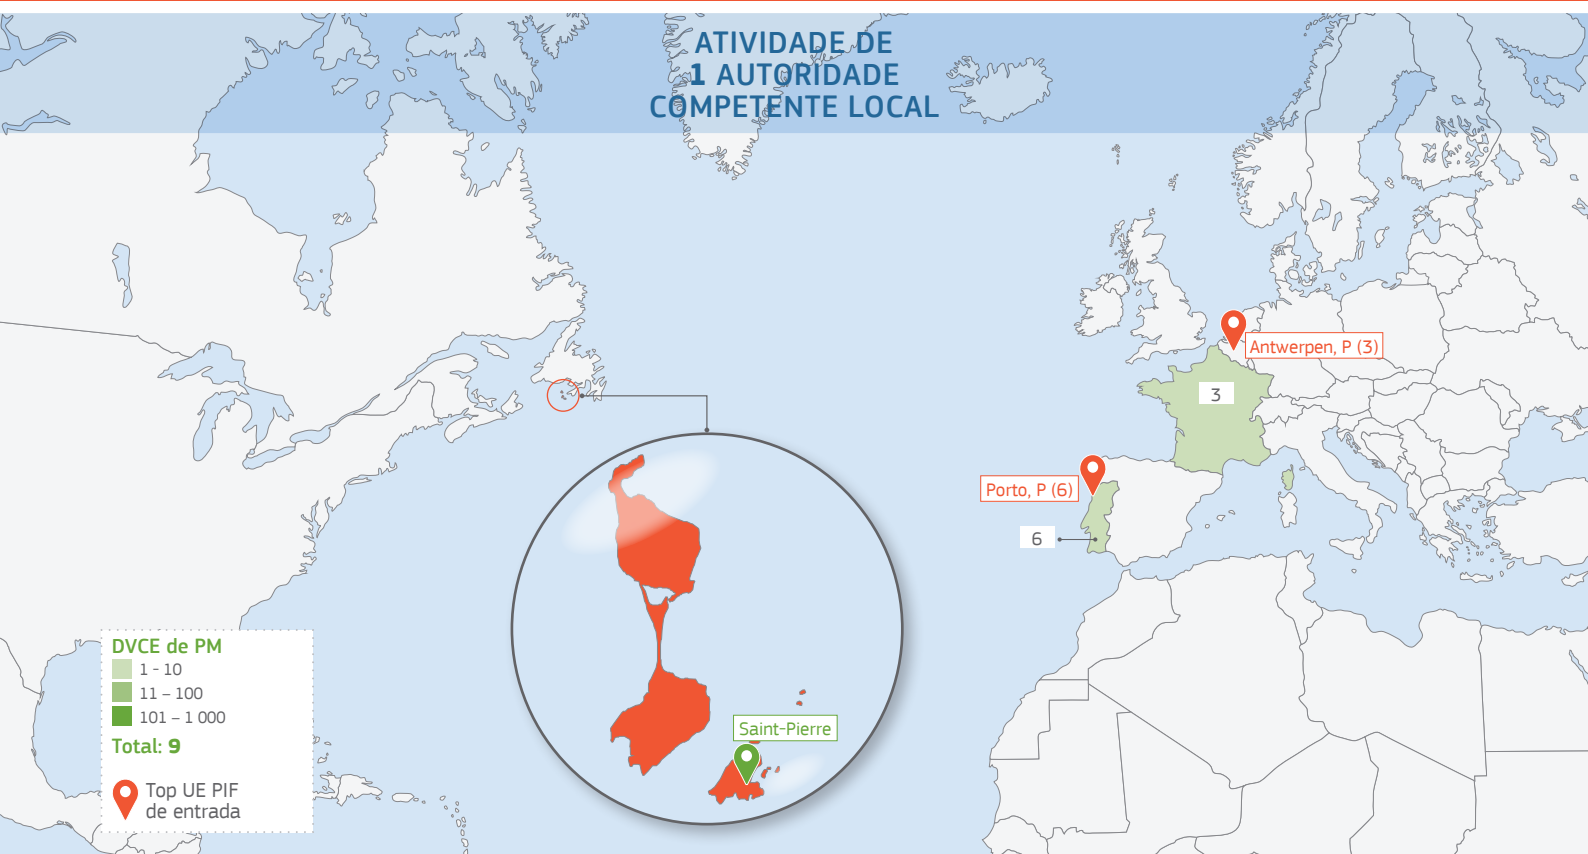 ATIVIDADE DE
1 AUTORIDADE
COMPETENTE LOCAL
Antwerpen, P (3)
3
Porto, P (6)
6
DVCE de PM
1 - 10
11 – 100
101 – 1 000
Total: 9
Top UE PIF
de entrada
Saint-Pierre